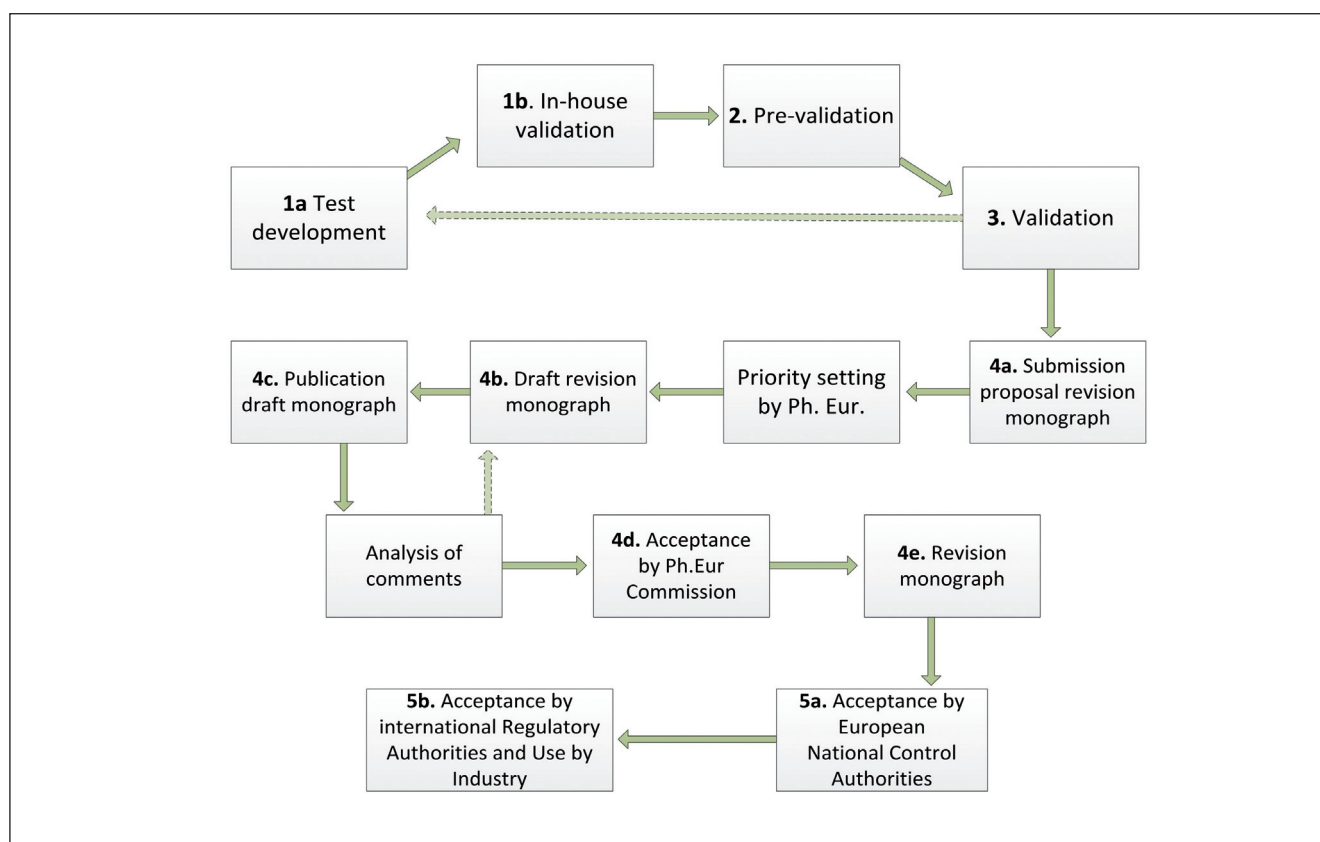 1a Test
development
1b. In-house
validation
2. Pre-validation
3. Validation
4a. Submission
proposal revision
monograph
Priority setting
by Ph. Eur.
4b. Draft revision
monograph
4c. Publication
draft monograph
Analysis of
comments
4d. Acceptance
by Ph.Eur
Commission
4e. Revision
monograph
5a. Acceptance by
European
National Control
Authorities
5b. Acceptance by
international Regulatory
Authorities and Use by
Industry